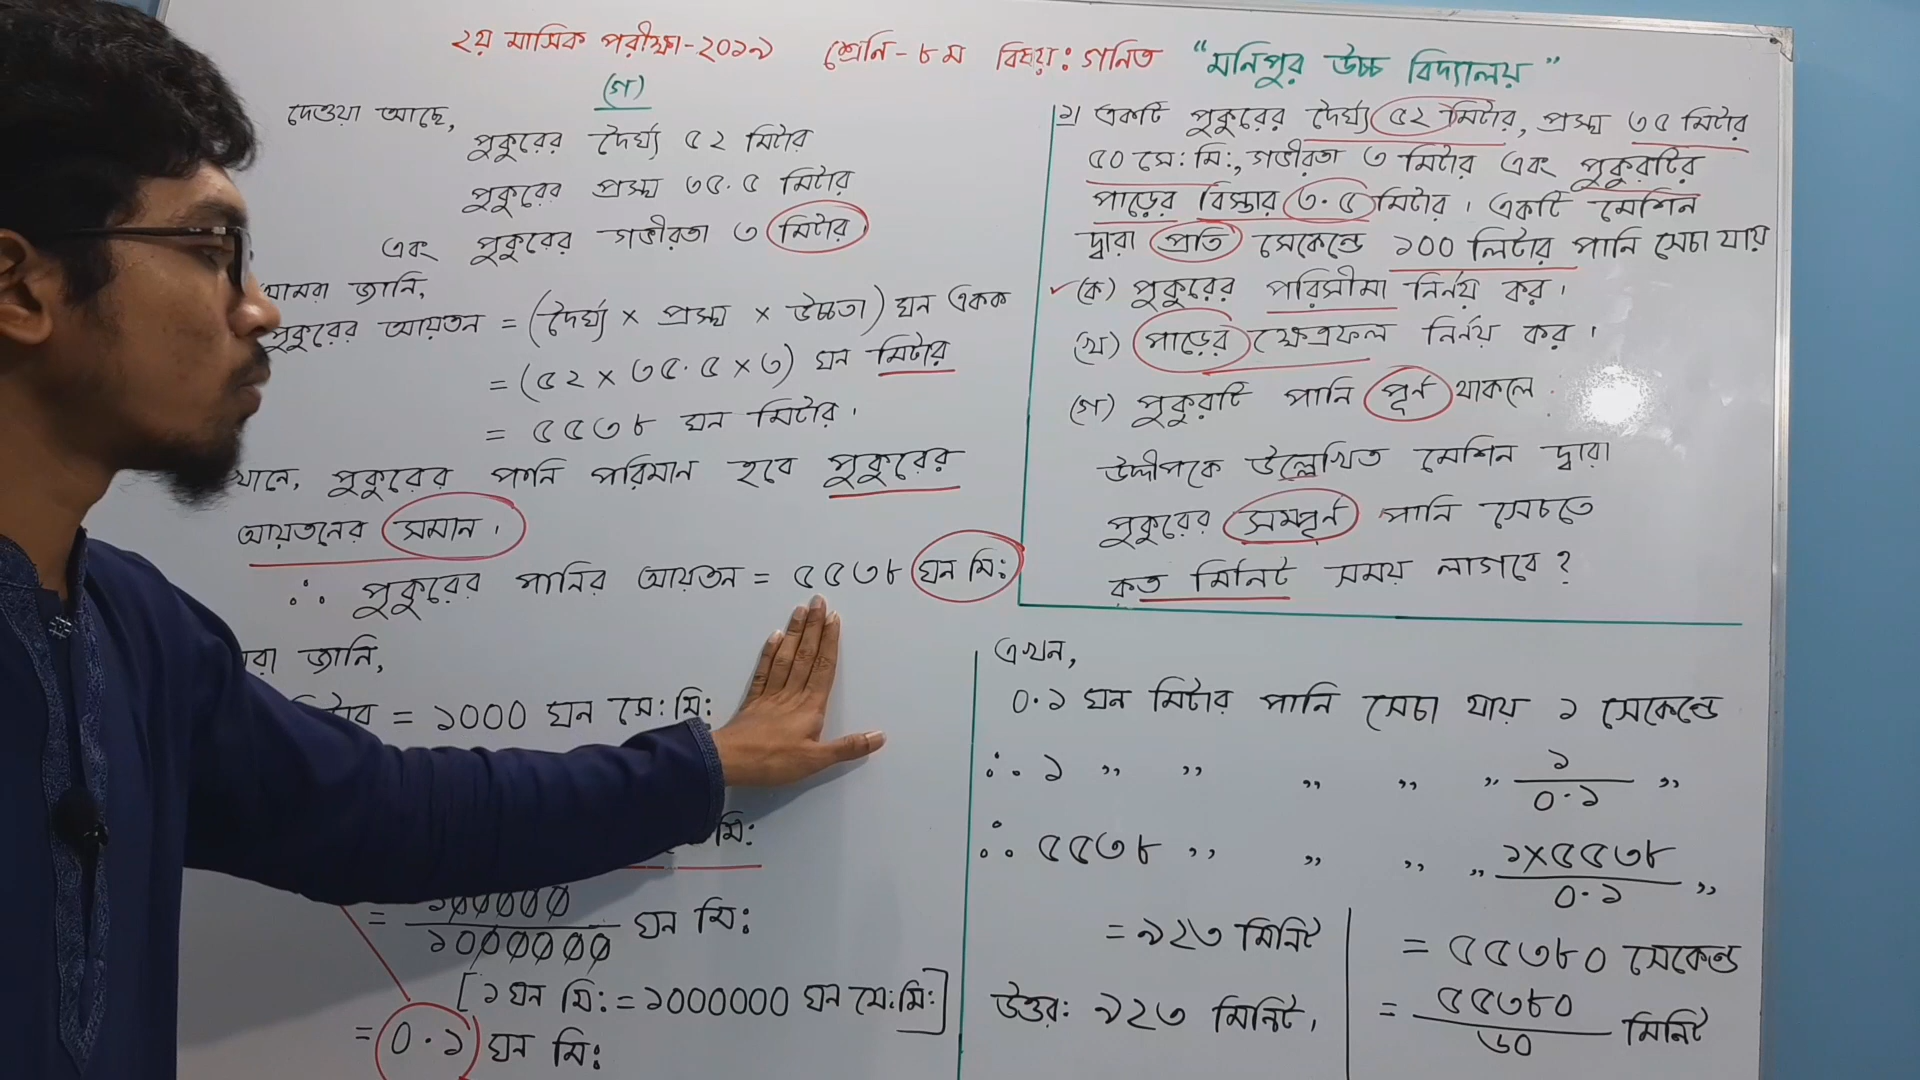 ২য় মাসিক পরীক্ষা-২০১৯ শ্রেনি-৮ম বিষয়: গনিত "মনিপুর উচ্চ বিদ্যালয়"
(গ)
দেওয়া আছে,
পুকুরের দৈর্ঘ্য ৫২ মিটার
পুকুরের প্রস্থ ৩৫.৫ মিটার
এবং পুকুরের গভীরতা ৩ মিটার
আমরা জানি,
পুকুরের আয়তন = (দৈর্ঘ্য × প্রস্থ × উচ্চতা) ঘন একক
= (৫২ × ৩৫.৫ × ৩) ঘন মিটার
= ৫৫৩৮ ঘন মিটার।
খানে, পুকুরের পানি পরিমান হবে পুকুরের
আয়তনের সমান।
∴ পুকুরের পানির আয়তন = ৫৫৩৮ ঘন মি:
রা জানি,
= ১০০০ ঘন সে: মি:
মি:
= ১০০০০০/১০০০০০০ ঘন মি:
[১ ঘন মি: = ১০০০০০০ ঘন সে:মি:]
= ০.১ ঘন মি:
১) একটি পুকুরের দৈর্ঘ্য ৫২ মিটার, প্রস্থ ৩৫ মিটার
৫০ সে: মি:, গভীরতা ৩ মিটার এবং পুকুরটির
পাড়ের বিস্তার ৩.৫ মিটার। একটি মেশিন
দ্বারা প্রতি সেকেন্ডে ১০০ লিটার পানি সেচা যায়
(ক) পুকুরের পরিসীমা নির্নয় কর।
(খ) পাড়ের ক্ষেত্রফল নির্নয় কর।
(গ) পুকুরটি পানি পূর্ন থাকলে
উদ্দীপকে উল্লেখিত মেশিন দ্বারা
পুকুরের সম্পূর্ন পানি সেচতে
কত মিনিট সময় লাগবে?
এখন,
০.১ ঘন মিটার পানি সেচা যায় ১ সেকেন্ডে
∴ ১ " " " " " ১/০.১ "
∴ ৫৫৩৮ " " " " ১×৫৫৩৮/০.১ "
= ৫৫৩৮০ সেকেন্ড
= ৫৫৩৮০/৬০ মিনিট
= ৯২৩ মিনিট
উত্তর: ৯২৩ মিনিট।